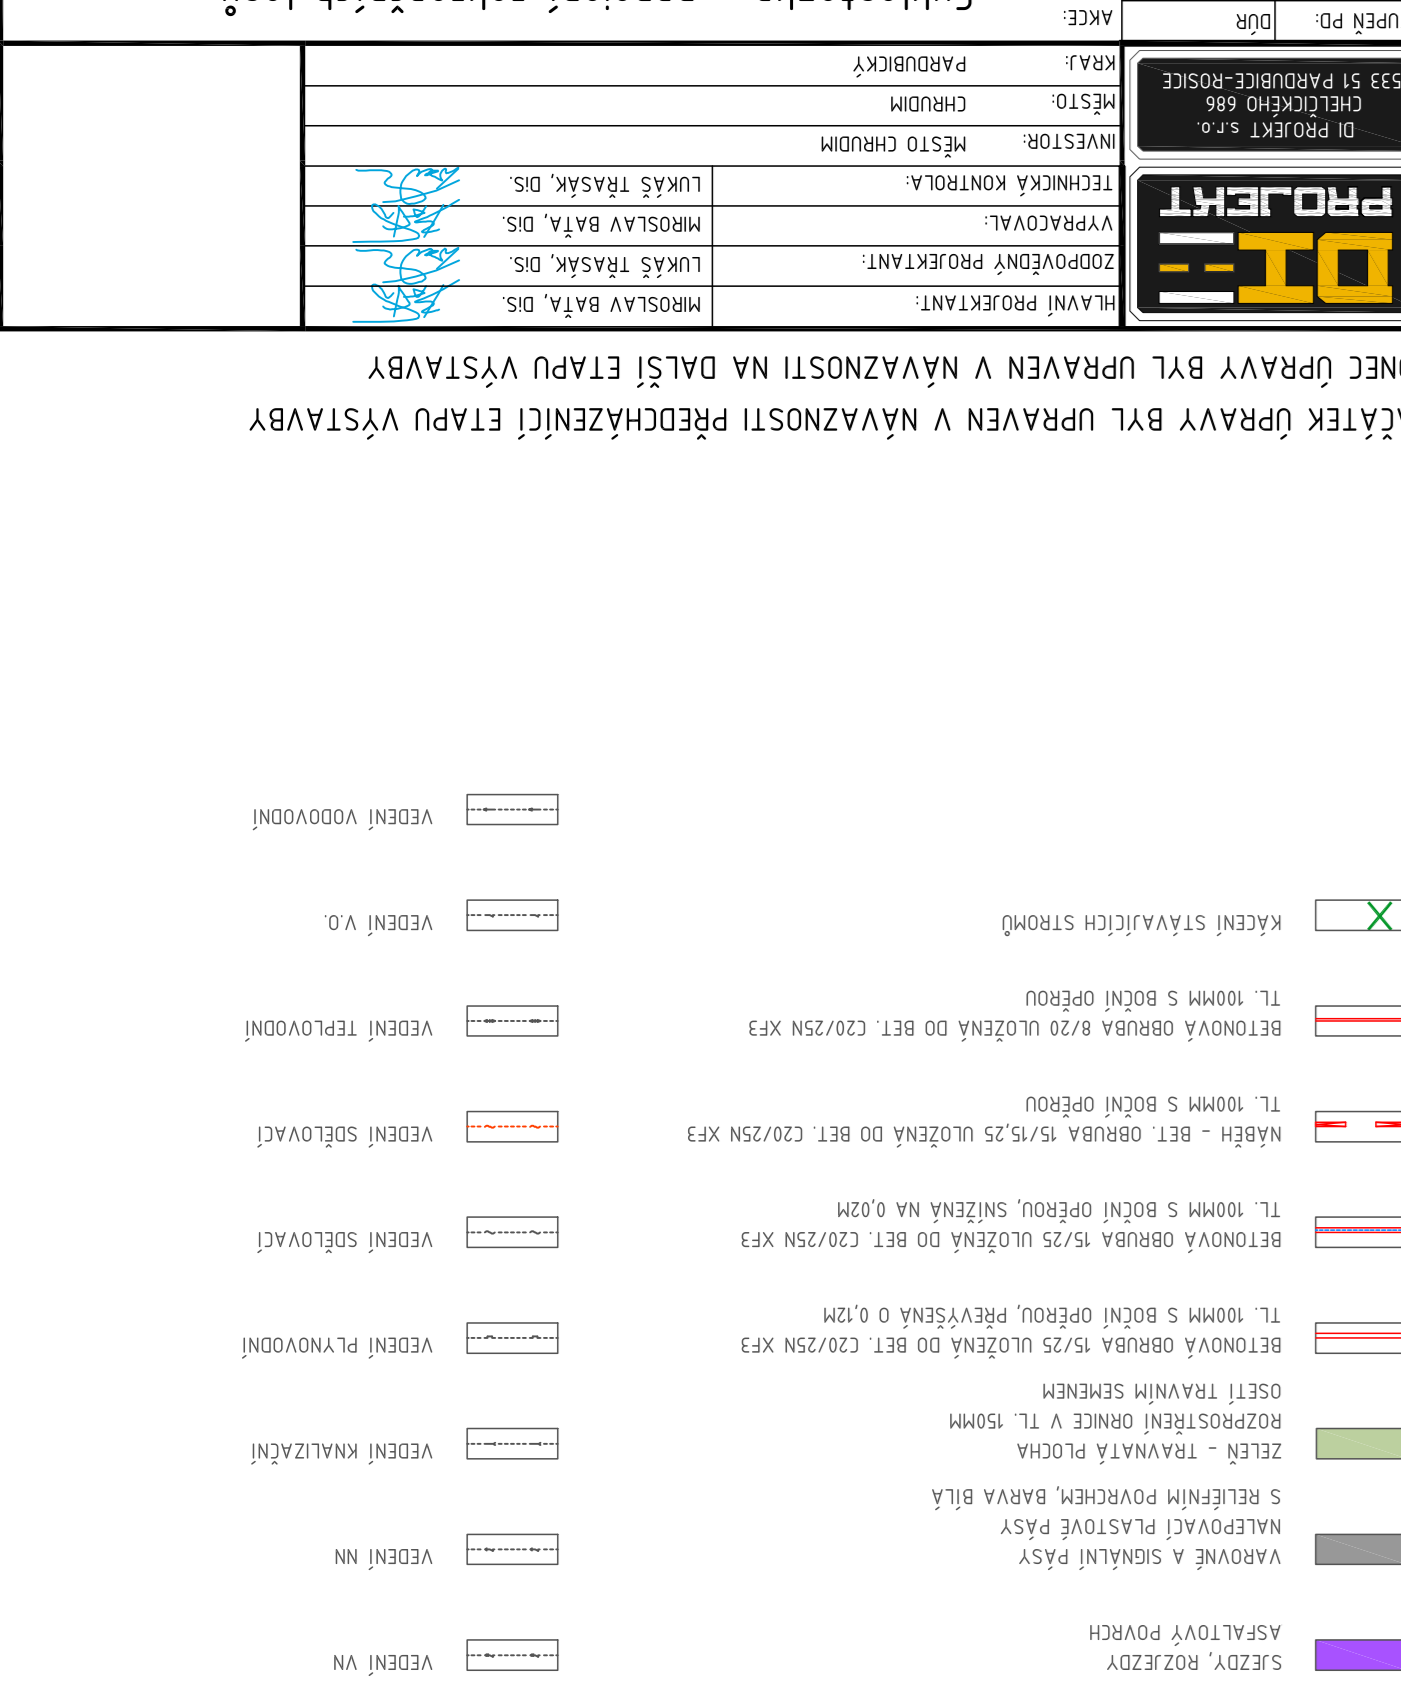 SJEZDY, ROZJEZDY
ASFALTOVÝ POVRCH
VAROVNÉ A SIGNÁLNÍ PÁSY
NALEPOVACÍ PLASTOVÉ PÁSY
S RELIÉFNÍM POVRCHEM, BARVA BÍLÁ
ZELEŇ - TRAVNATÁ PLOCHA
ROZPROSTŘENÍ ORNICE V TL. 150MM
OSETÍ TRAVNÍM SEMENEM
BETONOVÁ OBRUBA 15/25 ULOŽENÁ DO BET. C20/25N XF3
TL. 100MM S BOČNÍ OPĚROU, PŘEVÝŠENÁ O 0,12M
BETONOVÁ OBRUBA 15/25 ULOŽENÁ DO BET. C20/25N XF3
TL. 100MM S BOČNÍ OPĚROU, SNÍŽENÁ NA 0,02M
NÁBĚH - BET. OBRUBA 15/15,25 ULOŽENÁ DO BET. C20/25N XF3
TL. 100MM S BOČNÍ OPĚROU
BETONOVÁ OBRUBA 8/20 ULOŽENÁ DO BET. C20/25N XF3
TL. 100MM S BOČNÍ OPĚROU
KÁCENÍ STÁVAJÍCÍCH STROMŮ
VEDENÍ VN
VEDENÍ NN
VEDENÍ KNALIZAČNÍ
VEDENÍ PLYNOVODNÍ
VEDENÍ SDĚLOVACÍ
VEDENÍ SDĚLOVACÍ
VEDENÍ TEPLOVODNÍ
VEDENÍ V.O.
VEDENÍ VODOVODNÍ
ÚPRAVY BYL UPRAVEN V NÁVAZNOSTI PŘEDCHÁZENÍCÍ ETAPU VÝSTAVBY
ÚPRAVY BYL UPRAVEN V NÁVAZNOSTI NA DALŠÍ ETAPU VÝSTAVBY
DI
PROJEKT
DI PROJEKT s.r.o.
CHELČICKÉHO 686
533 51 PARDUBICE-ROSICE
HLAVNÍ PROJEKTANT: MIROSLAV BAŤA, DiS.
ZODPOVĚDNÝ PROJEKTANT: LUKÁŠ TŘASÁK, DiS.
VYPRACOVAL: MIROSLAV BAŤA, DiS.
TECHNICKÁ KONTROLA: LUKÁŠ TŘASÁK, DiS.
INVESTOR: MĚSTO CHRUDIM
MĚSTO: CHRUDIM
KRAJ: PARDUBICKÝ
PD: DÚR
AKCE: